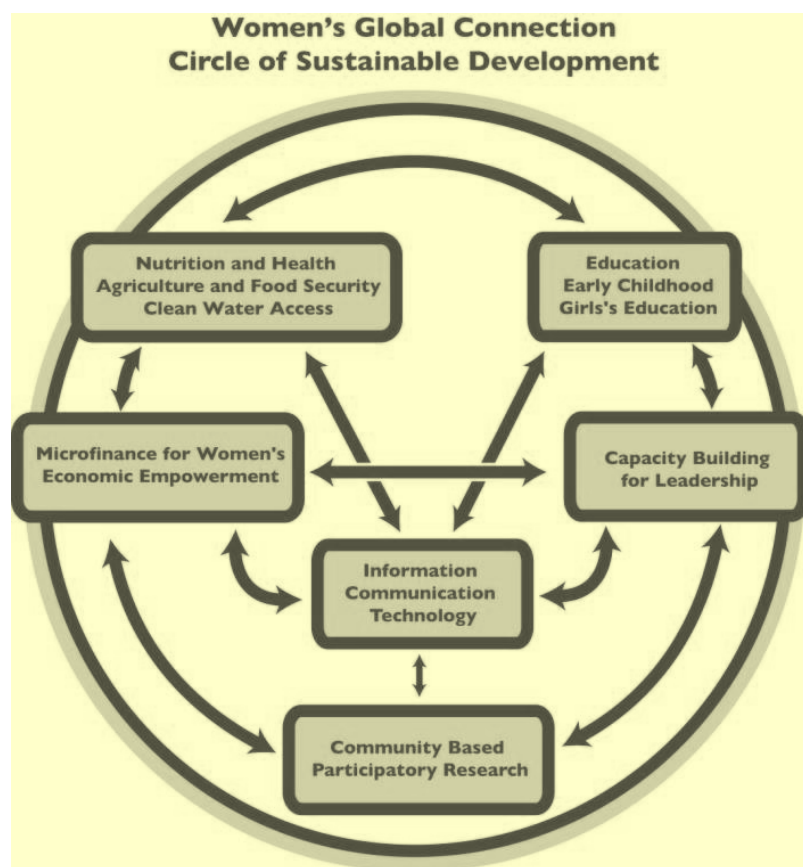 Women’s Global Connection
Circle of Sustainable Development
Nutrition and Health
Agriculture and Food Security
Clean Water Access
Education
Early Childhood
Girls's Education
Microfinance for Women's
Economic Empowerment
Capacity Building
for Leadership
Information
Communication
Technology
Community Based
Participatory Research